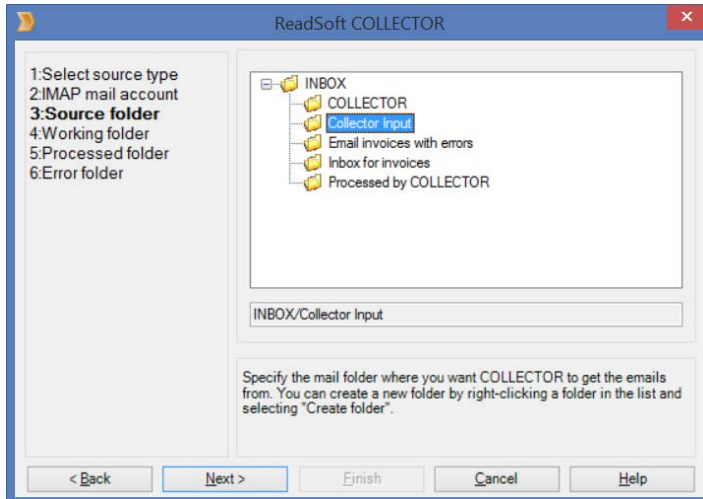 ReadSoft COLLECTOR
1:Select source type
2:IMAP mail account
3:Source folder
4:Working folder
5:Processed folder
6:Error folder
INBOX
COLLECTOR
Collector Input
Email invoices with errors
Inbox for invoices
Processed by COLLECTOR
INBOX/Collector Input
Specify the mail folder where you want COLLECTOR to get the emails
from. You can create a new folder by right-clicking a folder in the list and
selecting "Create folder".
< Back
Next >
Finish
Cancel
Help